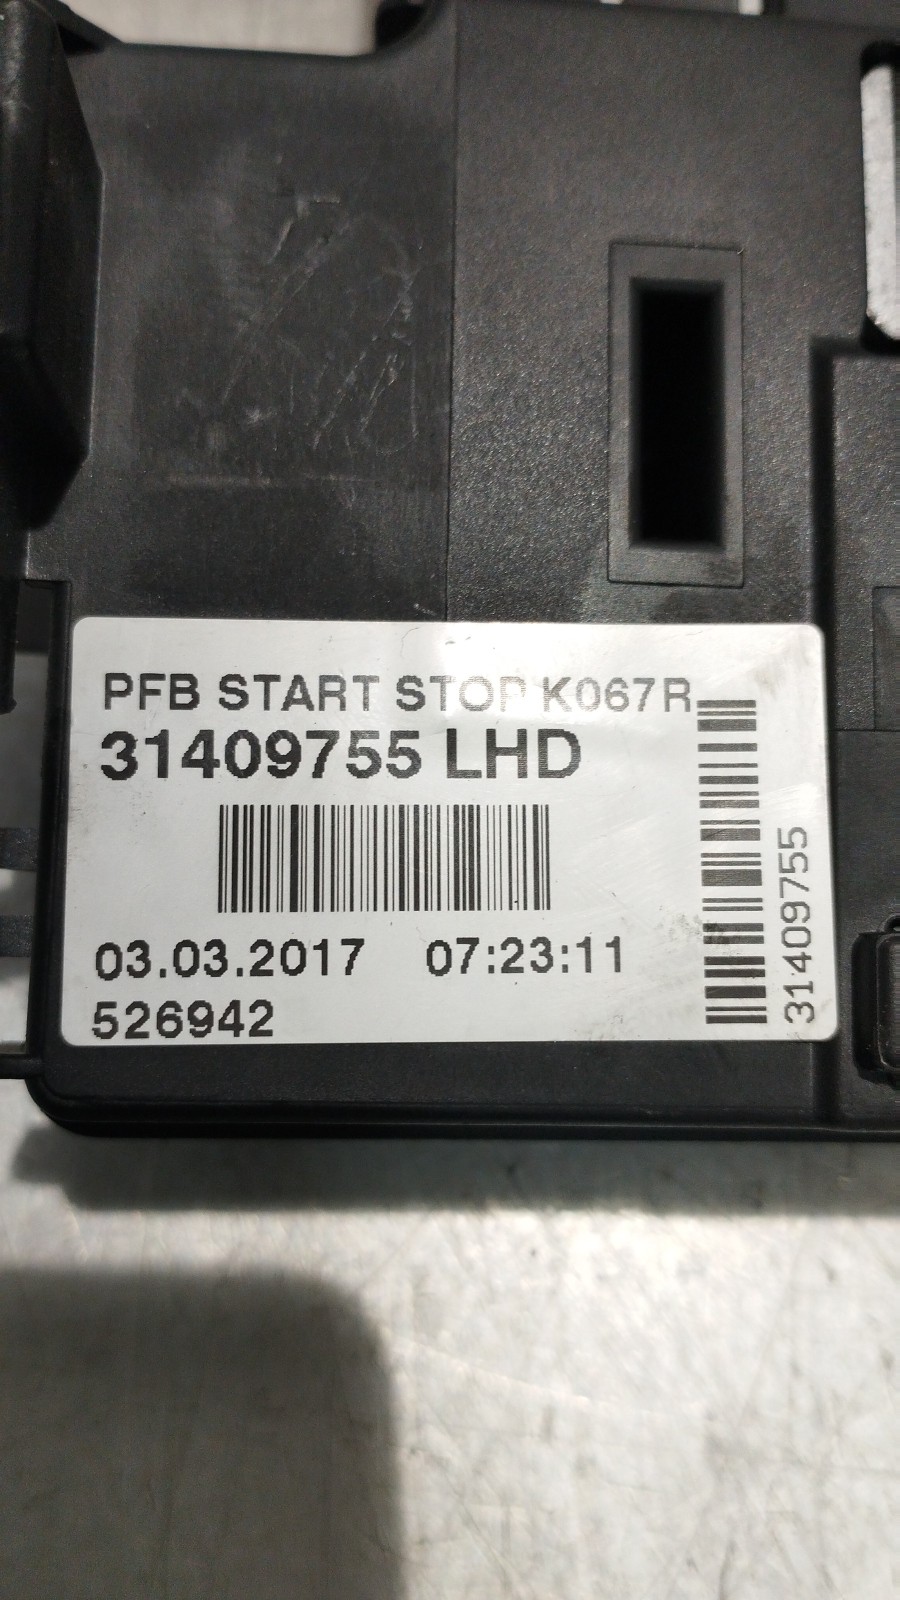 PFB START STOP K067R
31409755 LHD
03.03.2017 07:23:11
526942
31409755